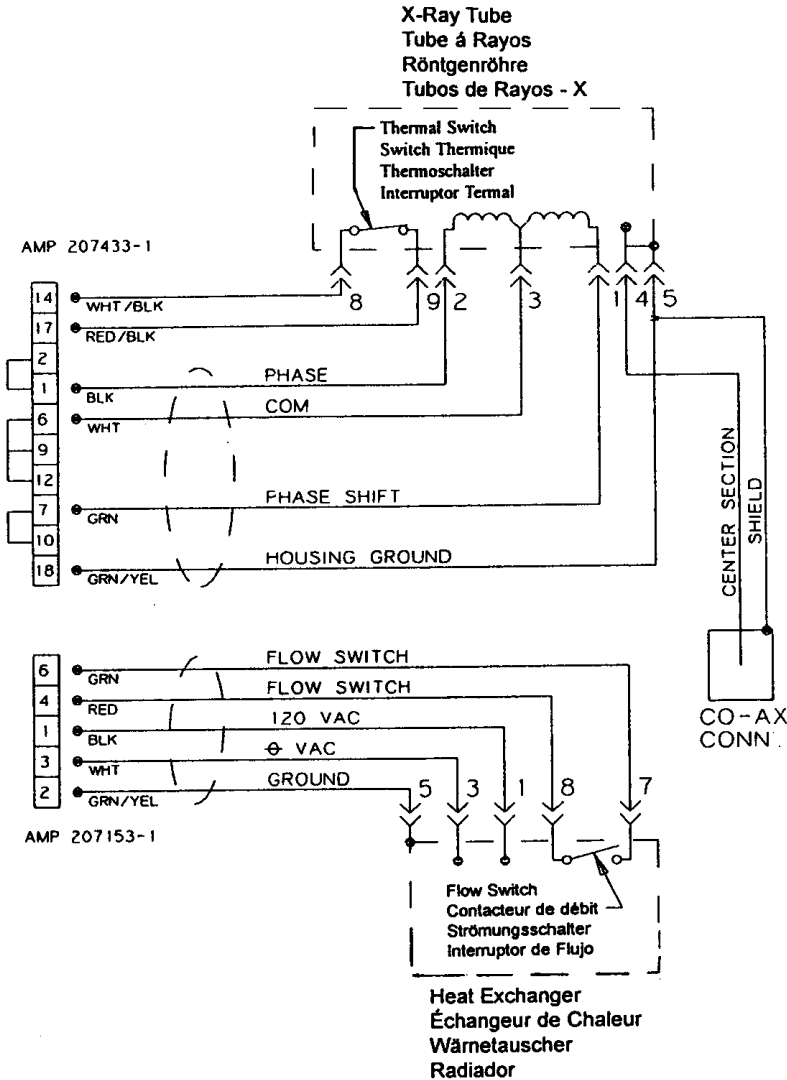 X-Ray Tube
Tube á Rayos
Röntgenröhre
Tubos de Rayos - X
Thermal Switch
Switch Thermique
Thermoschalter
Interruptor Termal
AMP 207433-1
8 9 2 3 1 4 5
14 WHT/BLK
17 RED/BLK
2
1 BLK PHASE
6 WHT COM
9
12
7 GRN PHASE SHIFT
10
18 GRN/YEL HOUSING GROUND
CENTER SECTION
SHIELD
CO-AX
CONN.
6 GRN FLOW SWITCH
4 RED FLOW SWITCH
1 BLK 120 VAC
3 WHT θ VAC
2 GRN/YEL GROUND
5 3 1 8 7
AMP 207153-1
Flow Switch
Contacteur de débit
Strömungsschalter
Interruptor de Flujo
Heat Exchanger
Échangeur de Chaleur
Wärnetauscher
Radiador